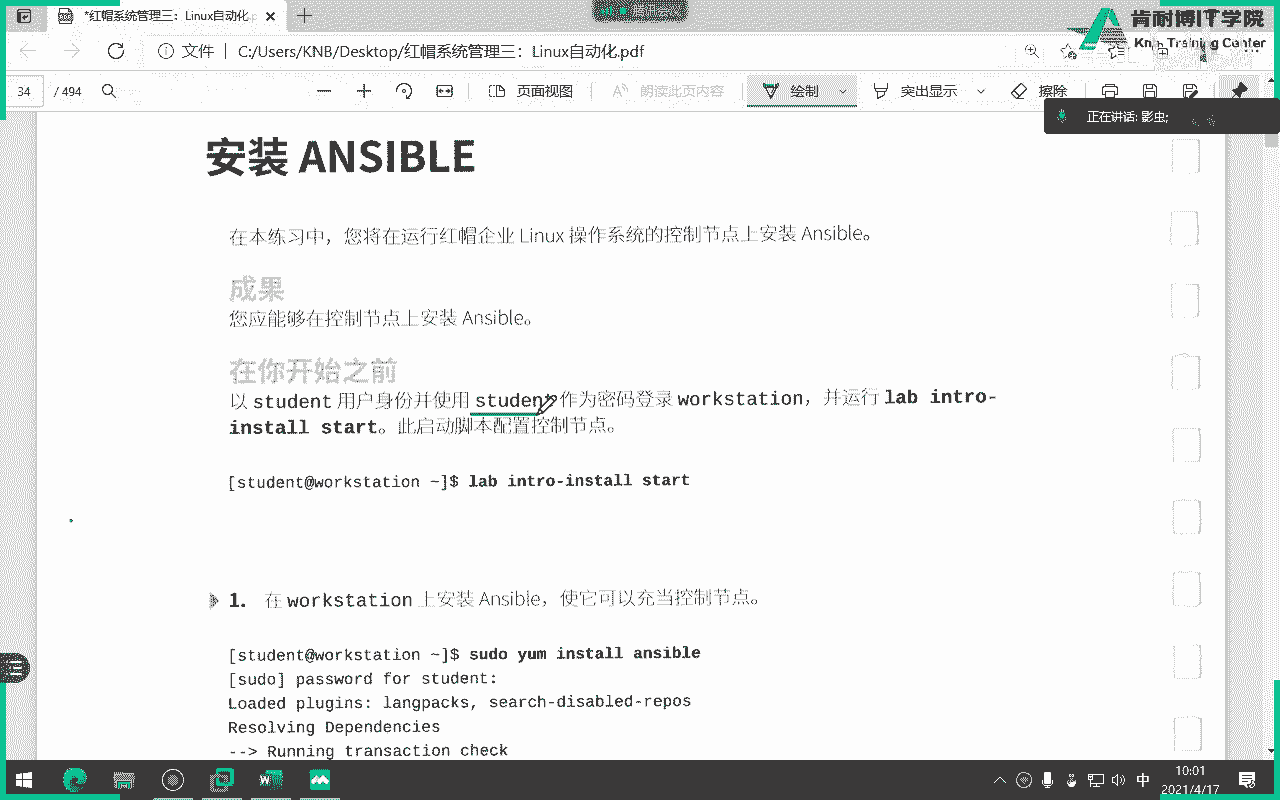 *红帽系统管理三：Linux自动化.p
肯耐博IT学院
Knb Training Center
文件 C:/Users/KNB/Desktop/红帽系统管理三：Linux自动化.pdf
34 / 494 页面视图 朗读此页内容 绘制 突出显示 擦除
正在讲话: 影虫;
安装 ANSIBLE
在本练习中，您将在运行红帽企业 Linux 操作系统的控制节点上安装 Ansible。
成果
您应能够在控制节点上安装 Ansible。
在你开始之前
以 student 用户身份并使用 student 作为密码登录 workstation，并运行 lab intro-
install start。此启动脚本配置控制节点。
[student@workstation ~]$ lab intro-install start
1. 在 workstation 上安装 Ansible，使它可以充当控制节点。
[student@workstation ~]$ sudo yum install ansible
[sudo] password for student:
Loaded plugins: langpacks, search-disabled-repos
Resolving Dependencies
--> Running transaction check
中
10:01
2021/4/17